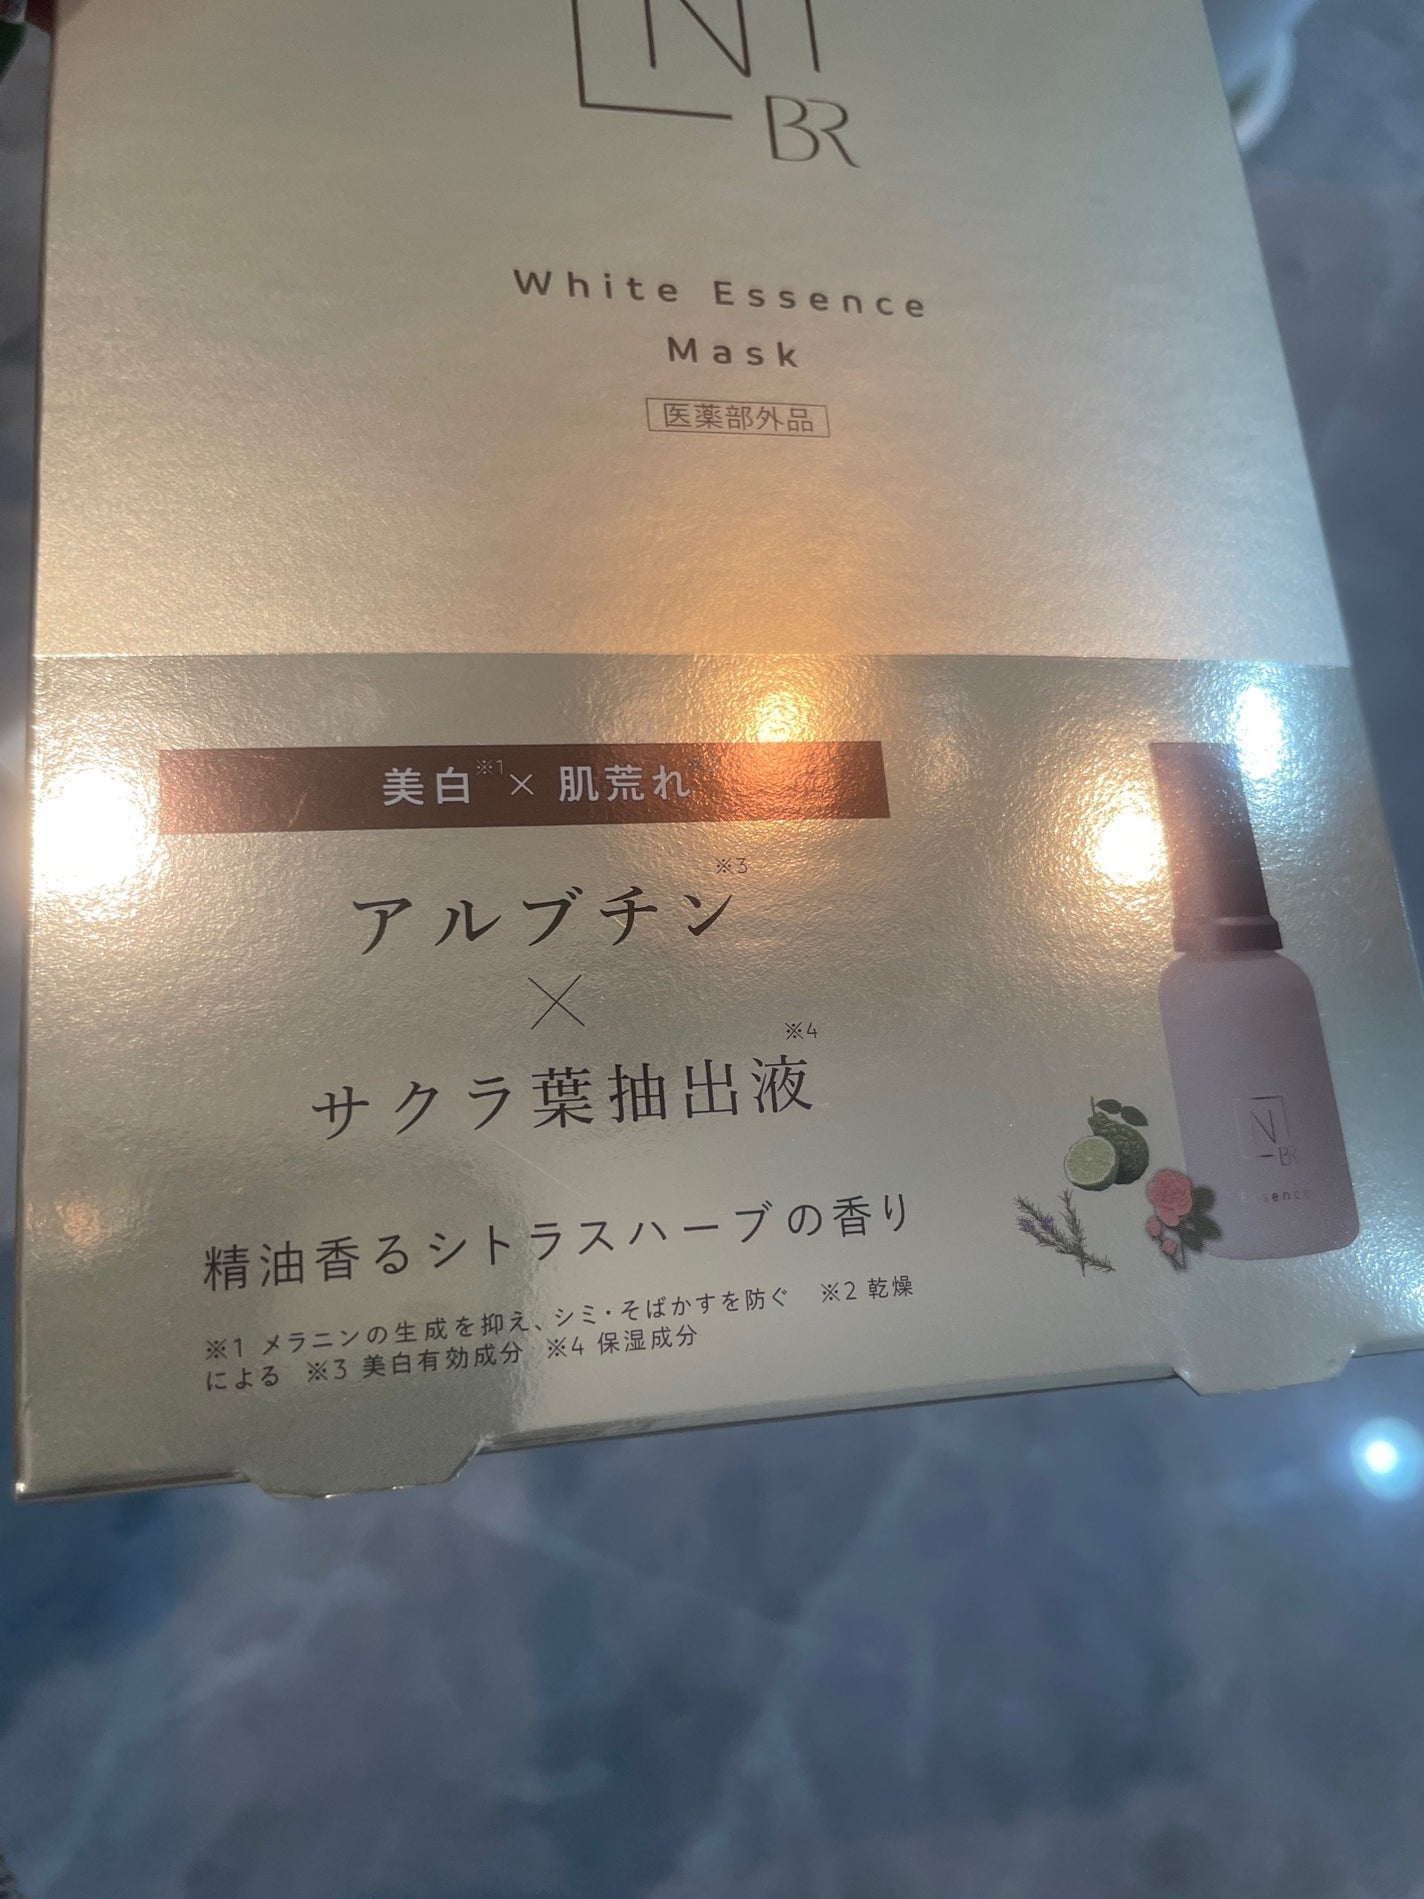 N
BR
White Essence
Mask
医薬部外品
美白※1× 肌荒れ
アルブチン※3
×
サクラ葉抽出液※4
精油香るシトラスハーブの香り
※1 メラニンの生成を抑え、シミ・そばかすを防ぐ ※2 乾燥
による ※3 美白有効成分 ※4 保湿成分
N
BR
Essence